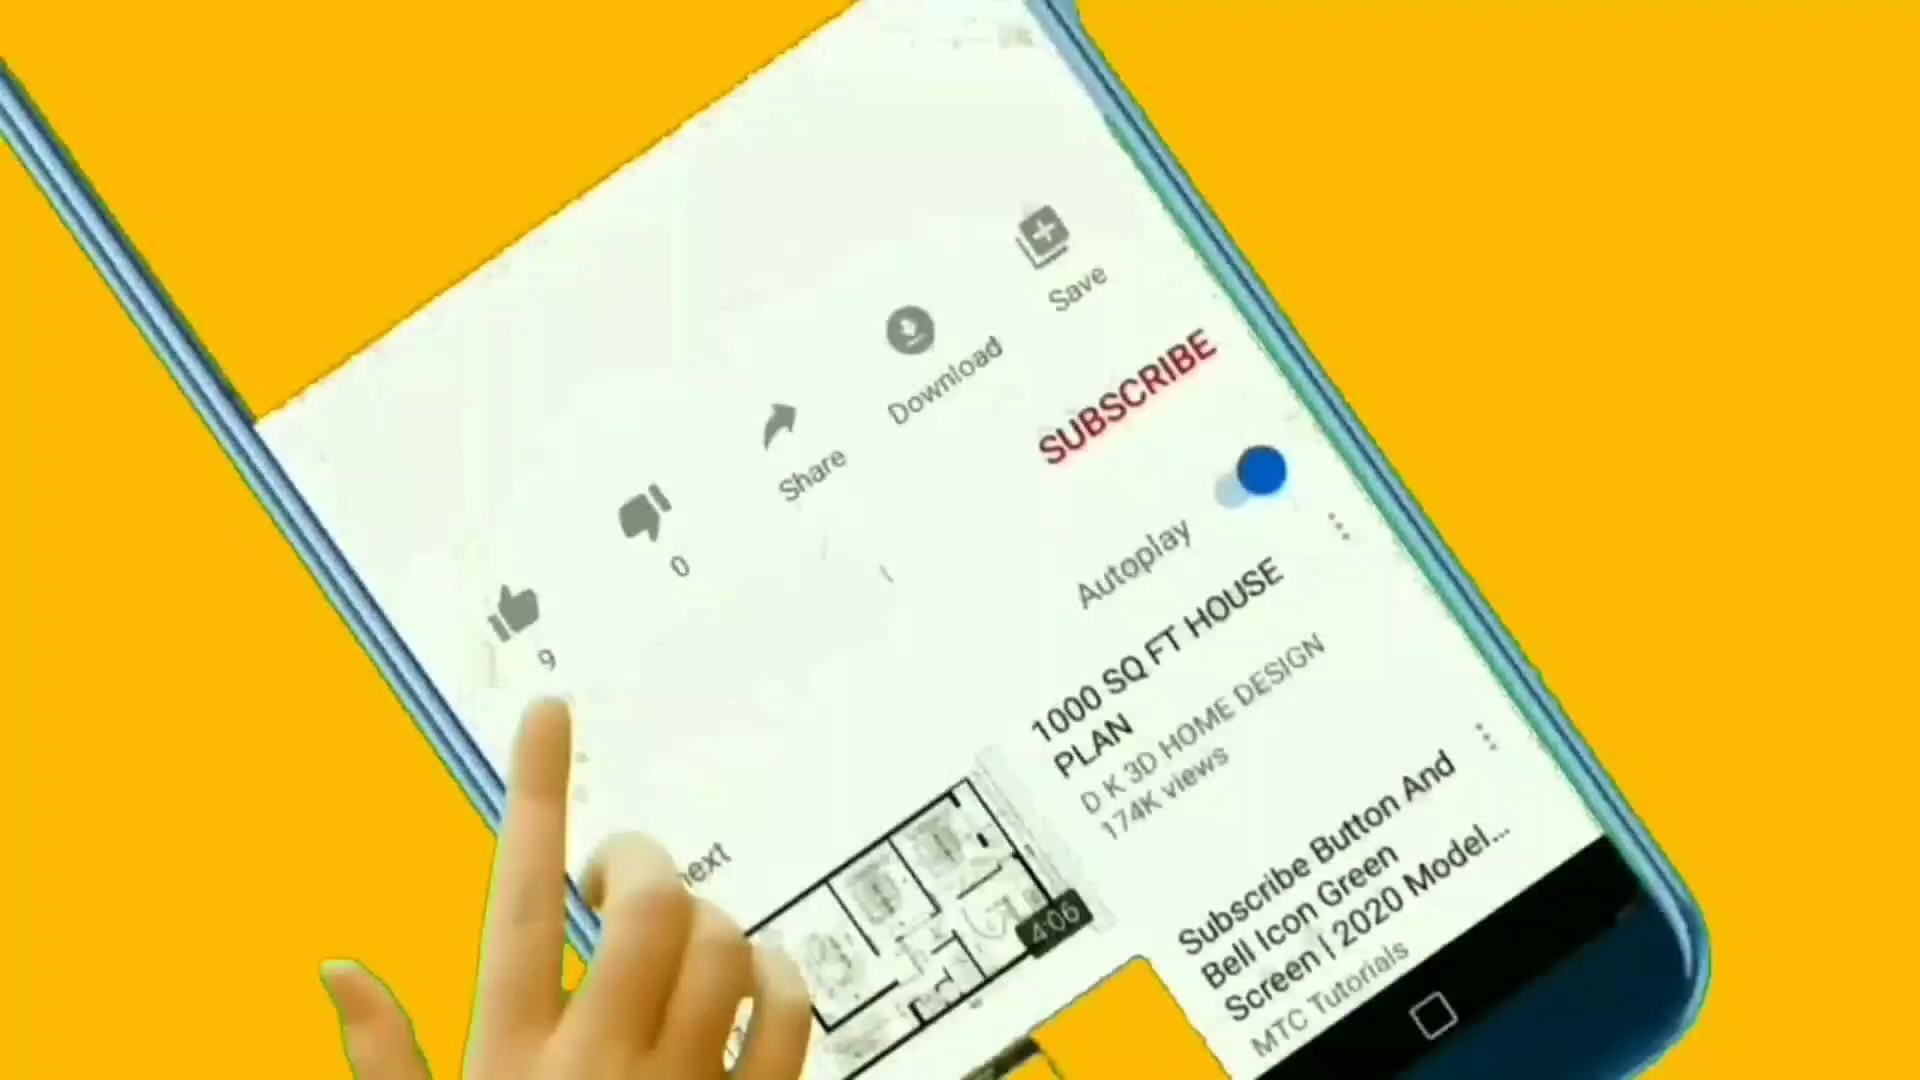 9
0
Share
Download
Save
SUBSCRIBE
Autoplay
next
4:06
1000 SQ FT HOUSE
PLAN
D K 3D HOME DESIGN
174K views
Subscribe Button And
Bell Icon Green
Screen | 2020 Model...
MTC Tutorials